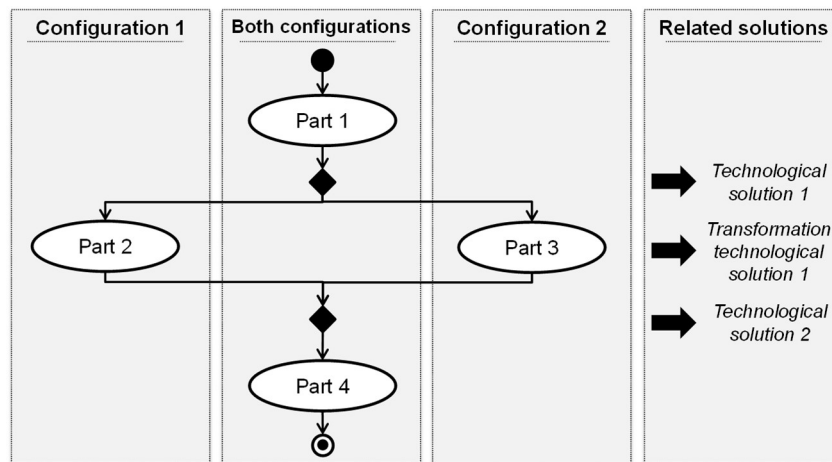 Configuration 1
Both configurations
Configuration 2
Related solutions
Part 1
Part 2
Part 3
Part 4
Technological
solution 1
Transformation
technological
solution 1
Technological
solution 2